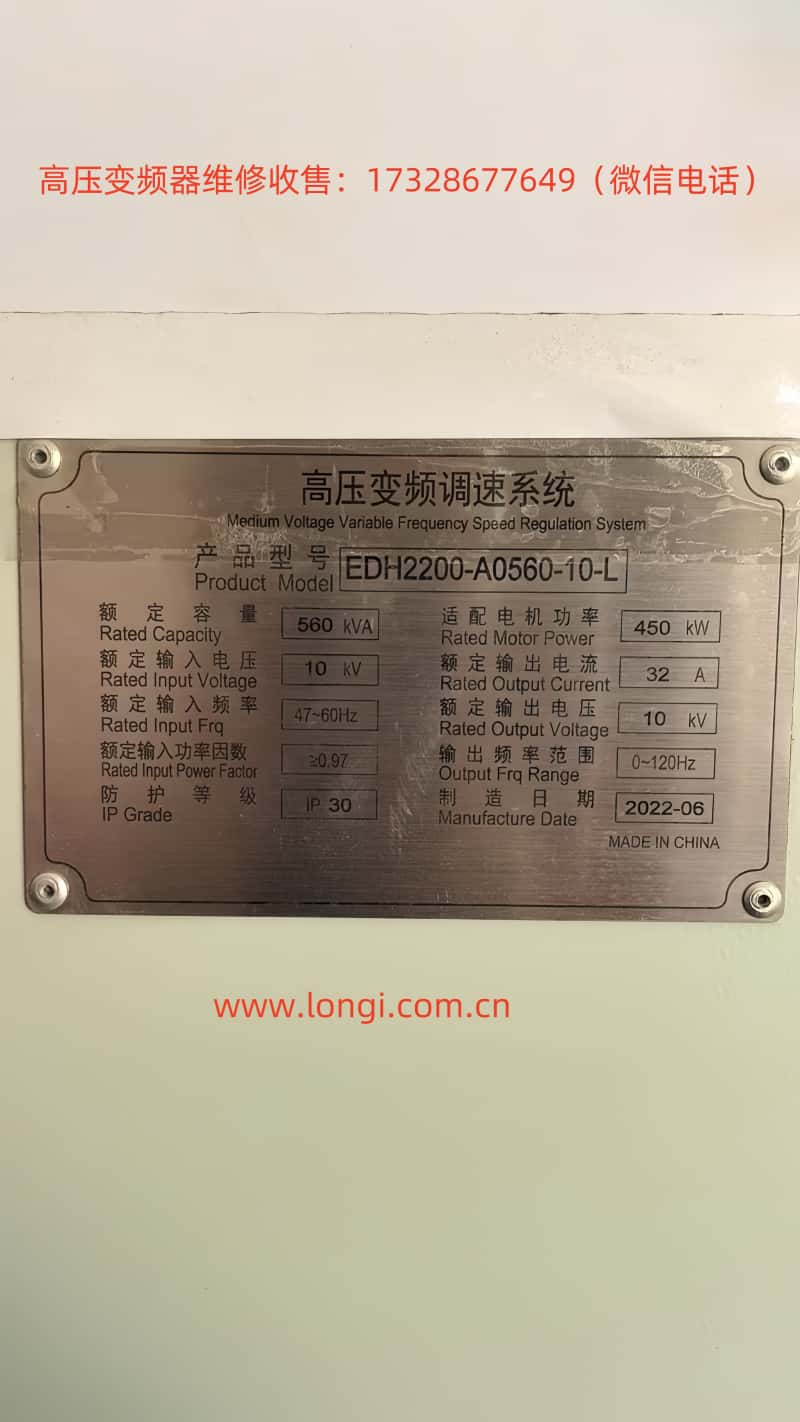 高压变频器维修收售：17328677649（微信电话）
高压变频调速系统
Medium Voltage Variable Frequency Speed Regulation System
产品型号 EDH2200-A0560-10-L
Product Model
额定容量 560 kVA 适配电机功率 450 kW
Rated Capacity Rated Motor Power
额定输入电压 10 kV 额定输出电流 32 A
Rated Input Voltage Rated Output Current
额定输入频率 47~60Hz 额定输出电压 10 kV
Rated Input Frq Rated Output Voltage
额定输入功率因数 ≥0.97 输出频率范围 0~120Hz
Rated Input Power Factor Output Frq Range
防护等级 IP 30 制造日期 2022-06
IP Grade Manufacture Date
MADE IN CHINA
www.longi.com.cn